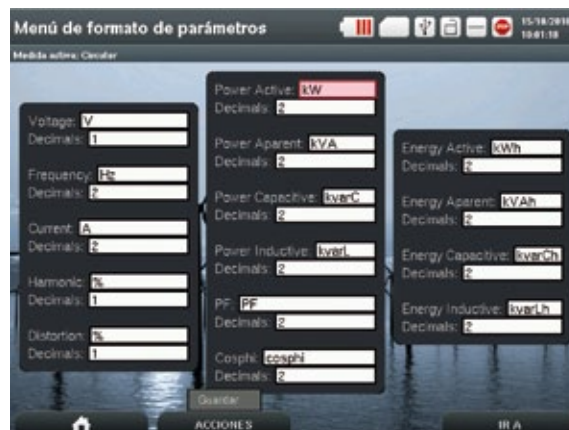 Menú de formato de parámetros
15/10/2010
10:01:10
Medida activa: Circutor
Voltage: V
Decimals: 1
Frequency: Hz
Decimals: 2
Current: A
Decimals: 2
Harmonic: %
Decimals: 1
Distortion: %
Decimals: 1
Power Active: kW
Decimals: 2
Power Aparent: kVA
Decimals: 2
Power Capacitive: kvarC
Decimals: 2
Power Inductive: kvarL
Decimals: 2
PF: PF
Decimals: 2
Cosphi: cosphi
Decimals: 2
Energy Active: kWh
Decimals: 2
Energy Aparent: kVAh
Decimals: 2
Energy Capacitive: kvarCh
Decimals: 2
Energy Inductive: kvarLh
Decimals: 2
Guardar
ACCIONES
IR A